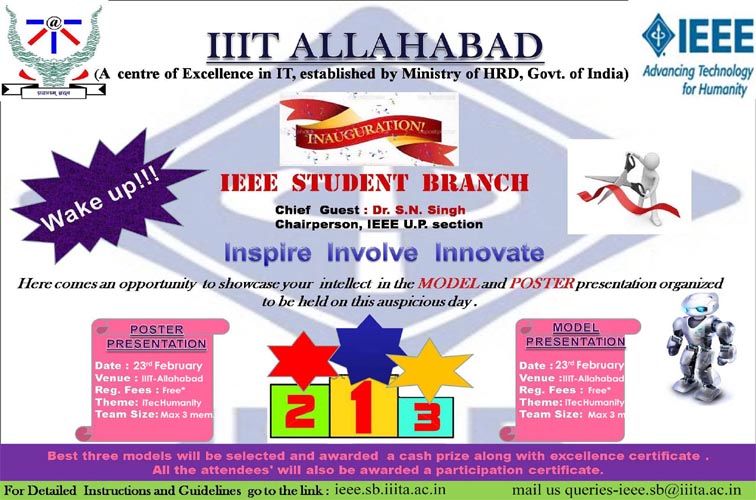 IIIT ALLAHABAD
(A centre of Excellence in IT, established by Ministry of HRD, Govt. of India)
IEEE
Advancing Technology
for Humanity
INAUGURATION!
Wake up!!!
IEEE STUDENT BRANCH
Chief Guest : Dr. S.N. Singh
Chairperson, IEEE U.P. section
Inspire Involve Innovate
Here comes an opportunity to showcase your intellect in the MODEL and POSTER presentation organized
to be held on this auspicious day .
POSTER
PRESENTATION
Date : 23rd February
Venue : IIIT-Allahabad
Reg. Fees : Free*
Theme: iTecHumanity
Team Size: Max 3 mem.
2 1 3
MODEL
PRESENTATION
Date : 23rd February
Venue : IIIT-Allahabad
Reg. Fees : Free*
Theme: iTecHumanity
Team Size: Max 3 m
Best three models will be selected and awarded a cash prize along with excellence certificate .
All the attendees' will also be awarded a participation certificate.
For Detailed Instructions and Guidelines go to the link : ieee.sb.iiita.ac.in
mail us queries-ieee.sb@iiita.ac.in